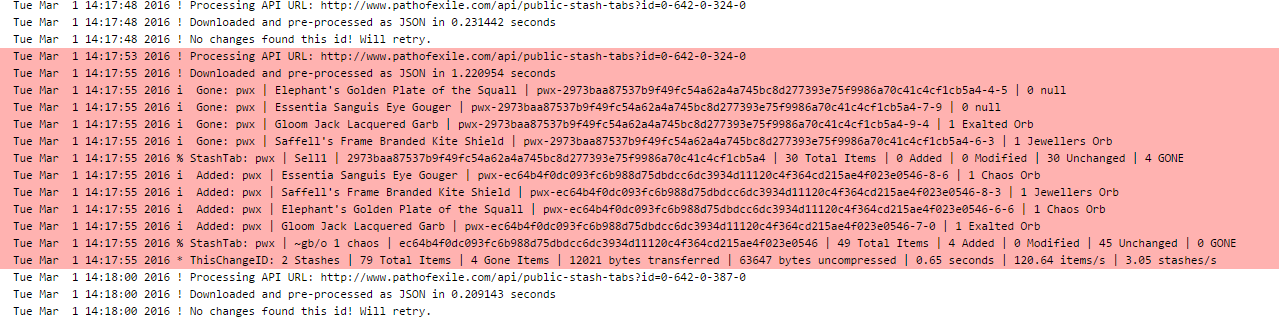 Tue Mar  1 14:17:48 2016 ! Processing API URL: http://www.pathofexile.com/api/public-stash-tabs?id=0-642-0-324-0
Tue Mar  1 14:17:48 2016 ! Downloaded and pre-processed as JSON in 0.231442 seconds
Tue Mar  1 14:17:48 2016 ! No changes found this id! Will retry.
Tue Mar  1 14:17:53 2016 ! Processing API URL: http://www.pathofexile.com/api/public-stash-tabs?id=0-642-0-324-0
Tue Mar  1 14:17:55 2016 ! Downloaded and pre-processed as JSON in 1.220954 seconds
Tue Mar  1 14:17:55 2016 i  Gone: pwx | Elephant's Golden Plate of the Squall | pwx-2973baa87537b9f49fc54a62a4a745bc8d277393e75f9986a70c41c4cf1cb5a4-4-5 | 0 null
Tue Mar  1 14:17:55 2016 i  Gone: pwx | Essentia Sanguis Eye Gouger | pwx-2973baa87537b9f49fc54a62a4a745bc8d277393e75f9986a70c41c4cf1cb5a4-7-9 | 0 null
Tue Mar  1 14:17:55 2016 i  Gone: pwx | Gloom Jack Lacquered Garb | pwx-2973baa87537b9f49fc54a62a4a745bc8d277393e75f9986a70c41c4cf1cb5a4-9-4 | 1 Exalted Orb
Tue Mar  1 14:17:55 2016 i  Gone: pwx | Saffell's Frame Branded Kite Shield | pwx-2973baa87537b9f49fc54a62a4a745bc8d277393e75f9986a70c41c4cf1cb5a4-6-3 | 1 Jewellers Orb
Tue Mar  1 14:17:55 2016 % StashTab: pwx | Sell1 | 2973baa87537b9f49fc54a62a4a745bc8d277393e75f9986a70c41c4cf1cb5a4 | 30 Total Items | 0 Added | 0 Modified | 30 Unchanged | 4 GONE
Tue Mar  1 14:17:55 2016 i  Added: pwx | Essentia Sanguis Eye Gouger | pwx-ec64b4f0dc093fc6b988d75dbdcc6dc3934d11120c4f364cd215ae4f023e0546-8-6 | 1 Chaos Orb
Tue Mar  1 14:17:55 2016 i  Added: pwx | Saffell's Frame Branded Kite Shield | pwx-ec64b4f0dc093fc6b988d75dbdcc6dc3934d11120c4f364cd215ae4f023e0546-8-3 | 1 Jewellers Orb
Tue Mar  1 14:17:55 2016 i  Added: pwx | Elephant's Golden Plate of the Squall | pwx-ec64b4f0dc093fc6b988d75dbdcc6dc3934d11120c4f364cd215ae4f023e0546-6-6 | 1 Chaos Orb
Tue Mar  1 14:17:55 2016 i  Added: pwx | Gloom Jack Lacquered Garb | pwx-ec64b4f0dc093fc6b988d75dbdcc6dc3934d11120c4f364cd215ae4f023e0546-7-0 | 1 Exalted Orb
Tue Mar  1 14:17:55 2016 % StashTab: pwx | ~gb/o 1 chaos | ec64b4f0dc093fc6b988d75dbdcc6dc3934d11120c4f364cd215ae4f023e0546 | 49 Total Items | 4 Added | 0 Modified | 45 Unchanged | 0 GONE
Tue Mar  1 14:17:55 2016 * ThisChangeID: 2 Stashes | 79 Total Items | 4 Gone Items | 12021 bytes transferred | 63647 bytes uncompressed | 0.65 seconds | 120.64 items/s | 3.05 stashes/s
Tue Mar  1 14:18:00 2016 ! Processing API URL: http://www.pathofexile.com/api/public-stash-tabs?id=0-642-0-387-0
Tue Mar  1 14:18:00 2016 ! Downloaded and pre-processed as JSON in 0.209143 seconds
Tue Mar  1 14:18:00 2016 ! No changes found this id! Will retry.